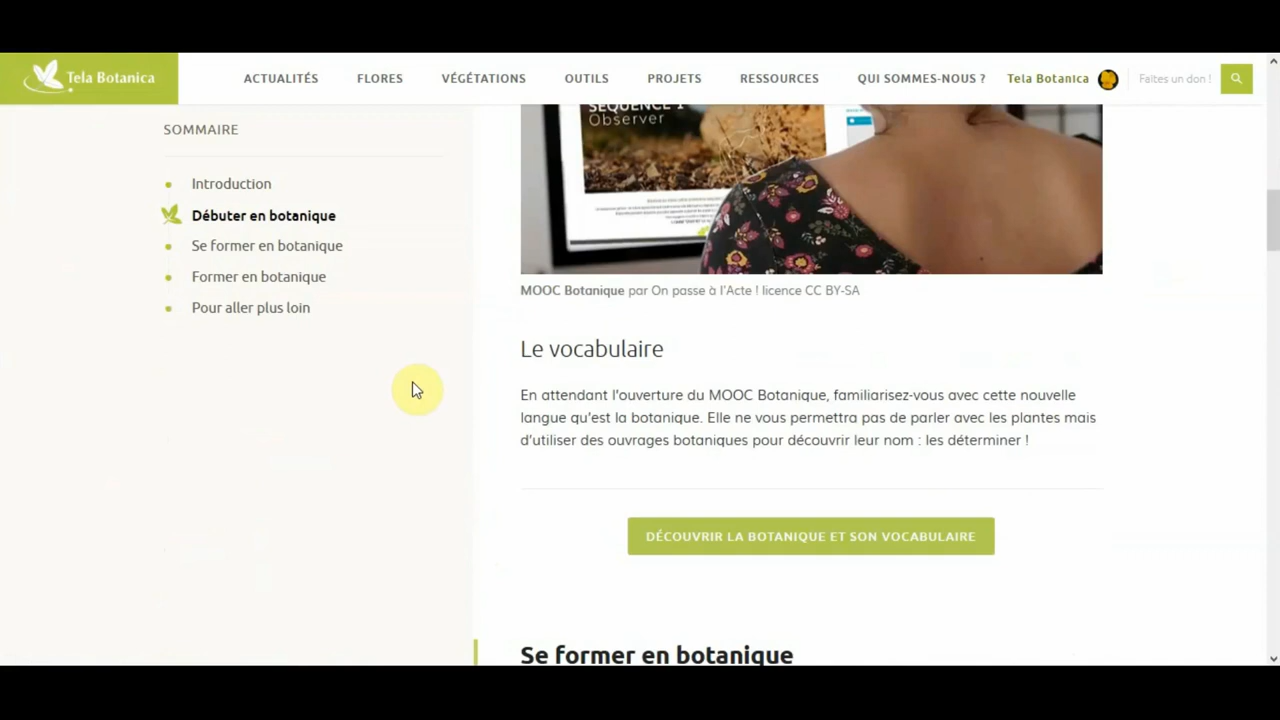 Tela Botanica
ACTUALITÉS
FLORES
VÉGÉTATIONS
OUTILS
PROJETS
RESSOURCES
QUI SOMMES-NOUS ?
Tela Botanica
Faites un don !
SOMMAIRE
Introduction
Débuter en botanique
Se former en botanique
Former en botanique
Pour aller plus loin
SÉQUENCE 1
Observer
MOOC Botanique par On passe à l'Acte ! licence CC BY-SA
Le vocabulaire
En attendant l'ouverture du MOOC Botanique, familiarisez-vous avec cette nouvelle
langue qu'est la botanique. Elle ne vous permettra pas de parler avec les plantes mais
d'utiliser des ouvrages botaniques pour découvrir leur nom : les déterminer !
DÉCOUVRIR LA BOTANIQUE ET SON VOCABULAIRE
Se former en botanique